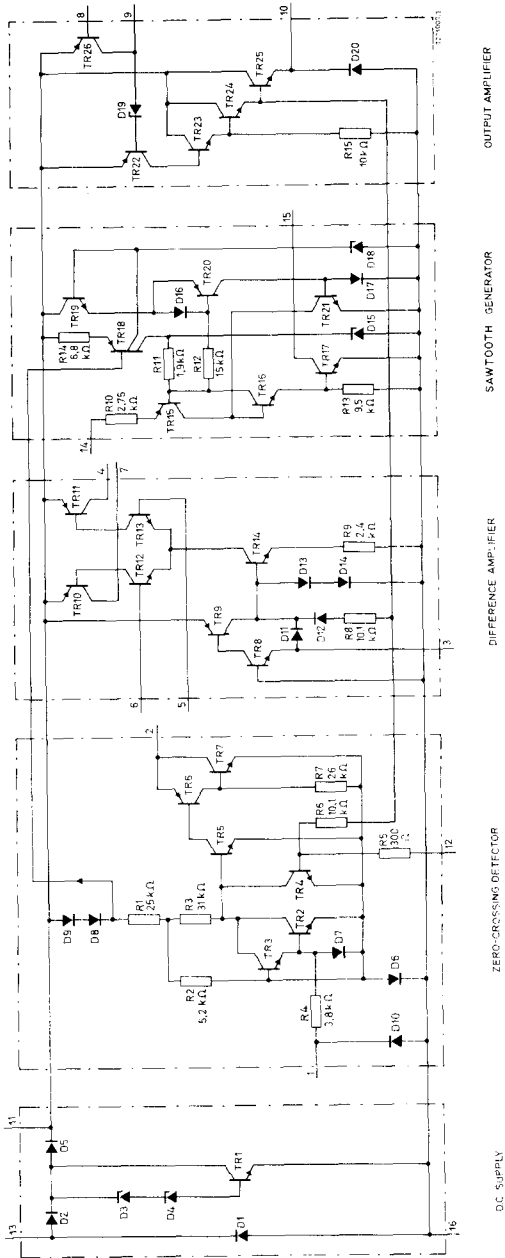 13
D2
D5
11
D3
D4
TR1
D1
16
D.C. SUPPLY
D9
D8
R1
25 kΩ
R2
5,2 kΩ
R3
31 kΩ
TR3
TR2
TR4
TR5
TR6
TR7
2
R4
3,8 kΩ
D7
D6
D10
1
R5
300
Ω
R6
10,1
kΩ
R7
26
kΩ
12
ZERO-CROSSING DETECTOR
TR10
TR11
4
7
TR12
TR13
6
5
TR9
TR8
D11
D12
R8
10,1
kΩ
TR14
D13
D14
R9
2,4
kΩ
3
DIFFERENCE AMPLIFIER
14
R10
2,75
kΩ
R14
6,8
kΩ
TR18
TR19
R11
1,9 kΩ
R12
15 kΩ
TR15
TR16
D16
TR20
TR17
TR21
R13
9,5
kΩ
D15
D17
D18
15
SAWTOOTH GENERATOR
8
9
TR26
D19
TR22
TR23
TR24
TR25
10
R15
10 kΩ
D20
OUTPUT AMPLIFIER